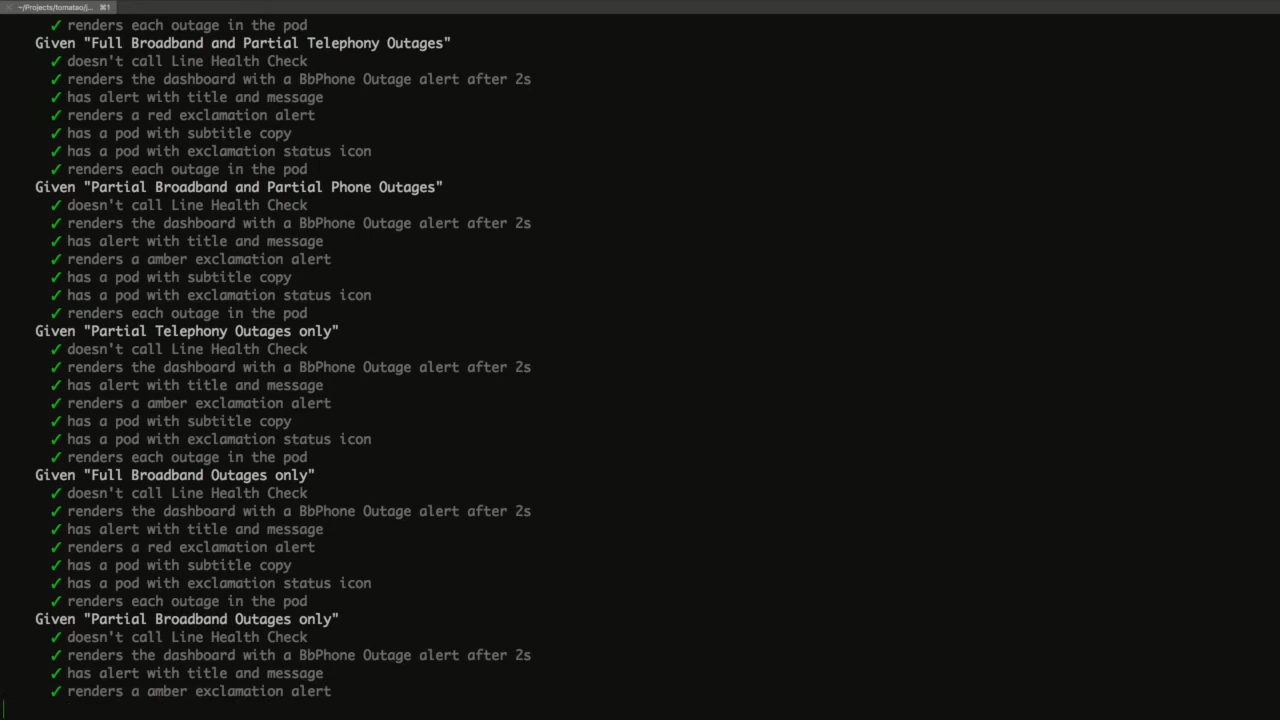 ~/Projects/tomatao/j... ⌘1
✓ renders each outage in the pod
Given "Full Broadband and Partial Telephony Outages"
✓ doesn't call Line Health Check
✓ renders the dashboard with a BbPhone Outage alert after 2s
✓ has alert with title and message
✓ renders a red exclamation alert
✓ has a pod with subtitle copy
✓ has a pod with exclamation status icon
✓ renders each outage in the pod
Given "Partial Broadband and Partial Phone Outages"
✓ doesn't call Line Health Check
✓ renders the dashboard with a BbPhone Outage alert after 2s
✓ has alert with title and message
✓ renders a amber exclamation alert
✓ has a pod with subtitle copy
✓ has a pod with exclamation status icon
✓ renders each outage in the pod
Given "Partial Telephony Outages only"
✓ doesn't call Line Health Check
✓ renders the dashboard with a BbPhone Outage alert after 2s
✓ has alert with title and message
✓ renders a amber exclamation alert
✓ has a pod with subtitle copy
✓ has a pod with exclamation status icon
✓ renders each outage in the pod
Given "Full Broadband Outages only"
✓ doesn't call Line Health Check
✓ renders the dashboard with a BbPhone Outage alert after 2s
✓ has alert with title and message
✓ renders a red exclamation alert
✓ has a pod with subtitle copy
✓ has a pod with exclamation status icon
✓ renders each outage in the pod
Given "Partial Broadband Outages only"
✓ doesn't call Line Health Check
✓ renders the dashboard with a BbPhone Outage alert after 2s
✓ has alert with title and message
✓ renders a amber exclamation alert